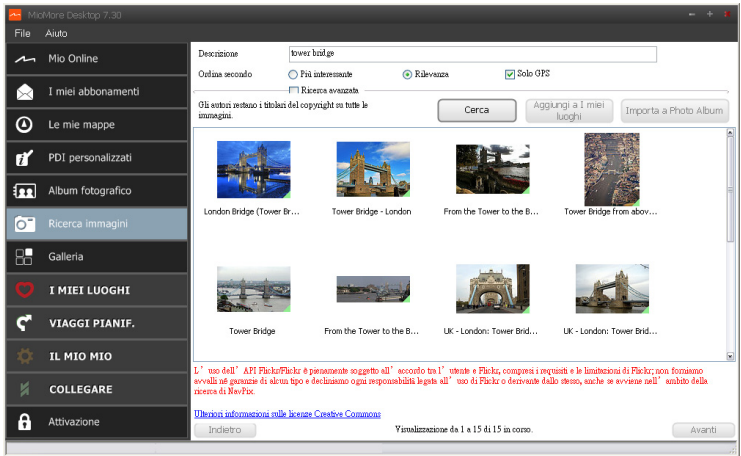 MioMore Desktop 7.30
File Aiuto
Mio Online
I miei abbonamenti
Le mie mappe
PDI personalizzati
Album fotografico
Ricerca immagini
Galleria
I MIEI LUOGHI
VIAGGI PIANIF.
IL MIO MIO
COLLEGARE
Attivazione
Descrizione tower bridge
Ordina secondo Più interessante Rilevanza Solo GPS
Ricerca avanzata
Gli autori restano i titolari del copyright su tutte le
immagini.
Cerca
Aggiungi a I miei
luoghi
Importa a Photo Album
London Bridge (Tower Br... Tower Bridge - London From the Tower to the B... Tower Bridge from abov...
Tower Bridge From the Tower to the B... UK - London: Tower Brid... UK - London: Tower Brid...
L'uso dell'API Flickr/Flickr è pienamente soggetto all'accordo tra l'utente e Flickr, compresi i requisiti e le limitazioni di Flickr; non forniamo
avvalli né garanzie di alcun tipo e decliniamo ogni responsabilità legata all'uso di Flickr o derivante dallo stesso, anche se avviene nell'ambito della
ricerca di NavPix.
Ulteriori informazioni sulle licenze Creative Commons
Indietro Visualizzazione da 1 a 15 di 15 in corso. Avanti